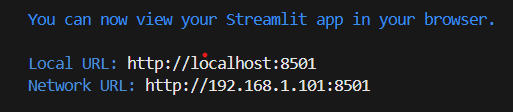 You can now view your Streamlit app in your browser.
Local URL: http://localhost:8501
Network URL: http://192.168.1.101:8501